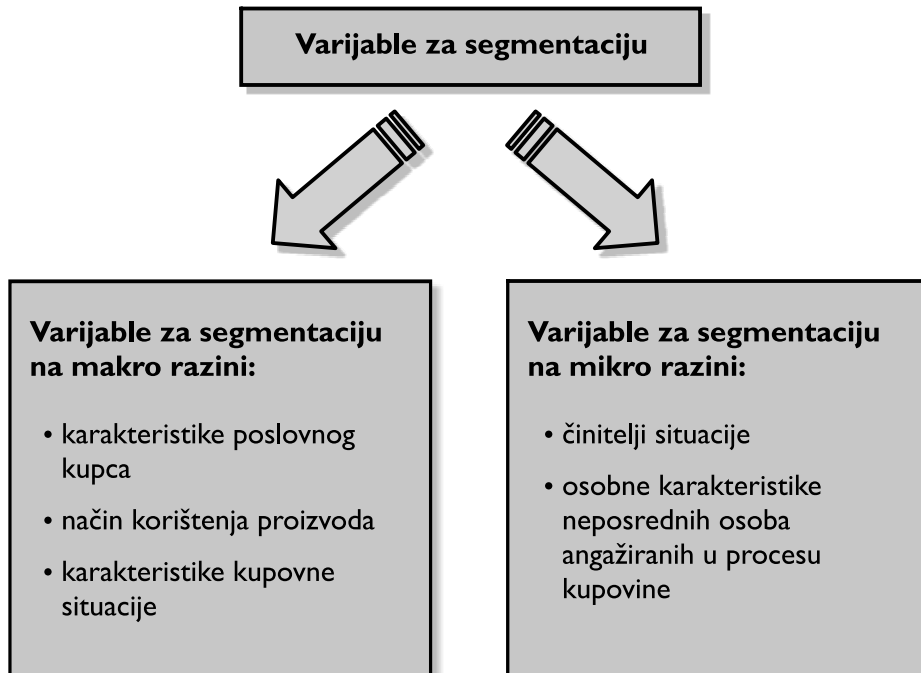 Varijable za segmentaciju
Varijable za segmentaciju
na makro razini:
• karakteristike poslovnog
kupca
• način korištenja proizvoda
• karakteristike kupovne
situacije
Varijable za segmentaciju
na mikro razini:
• činitelji situacije
• osobne karakteristike
neposrednih osoba
angažiranih u procesu
kupovine